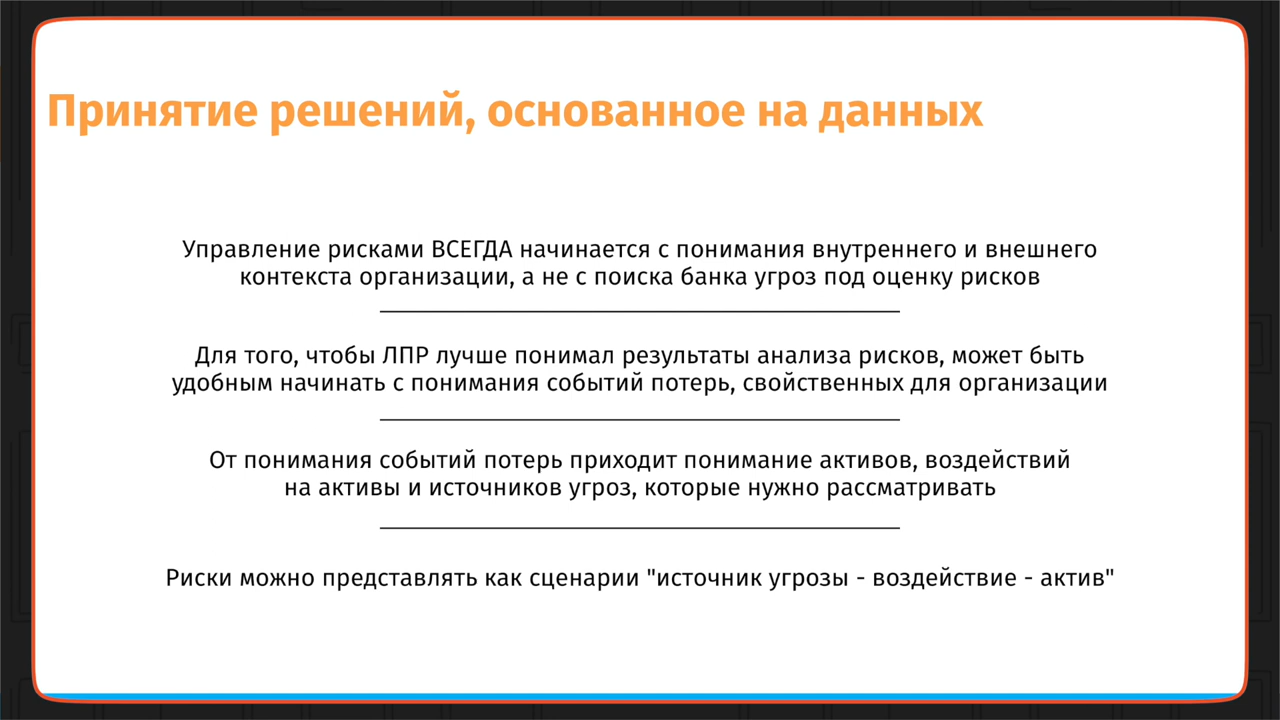 Принятие решений, основанное на данных
Управление рисками ВСЕГДА начинается с понимания внутреннего и внешнего
контекста организации, а не с поиска банка угроз под оценку рисков
Для того, чтобы ЛПР лучше понимал результаты анализа рисков, может быть
удобным начинать с понимания событий потерь, свойственных для организации
От понимания событий потерь приходит понимание активов, воздействий
на активы и источников угроз, которые нужно рассматривать
Риски можно представлять как сценарии "источник угрозы - воздействие - актив"